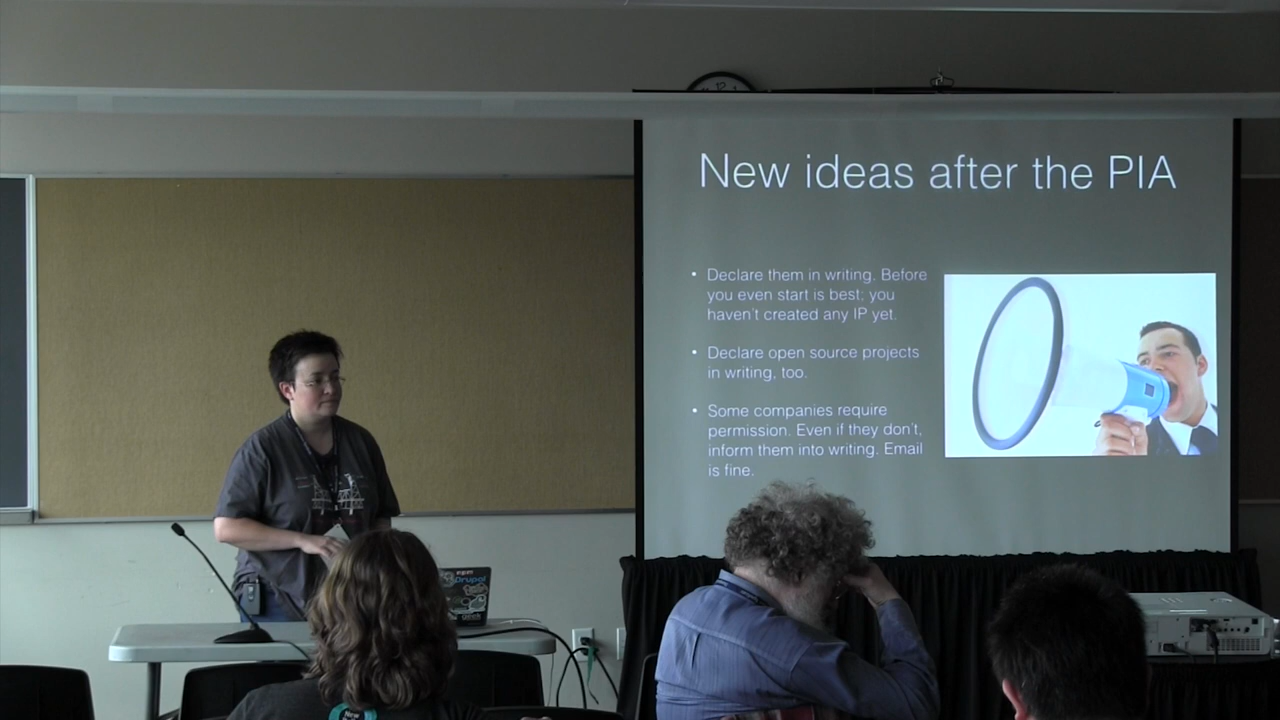 New ideas after the PIA
• Declare them in writing. Before
you even start is best; you
haven't created any IP yet.
• Declare open source projects
in writing, too.
• Some companies require
permission. Even if they don't,
inform them into writing. Email
is fine.
Drupal